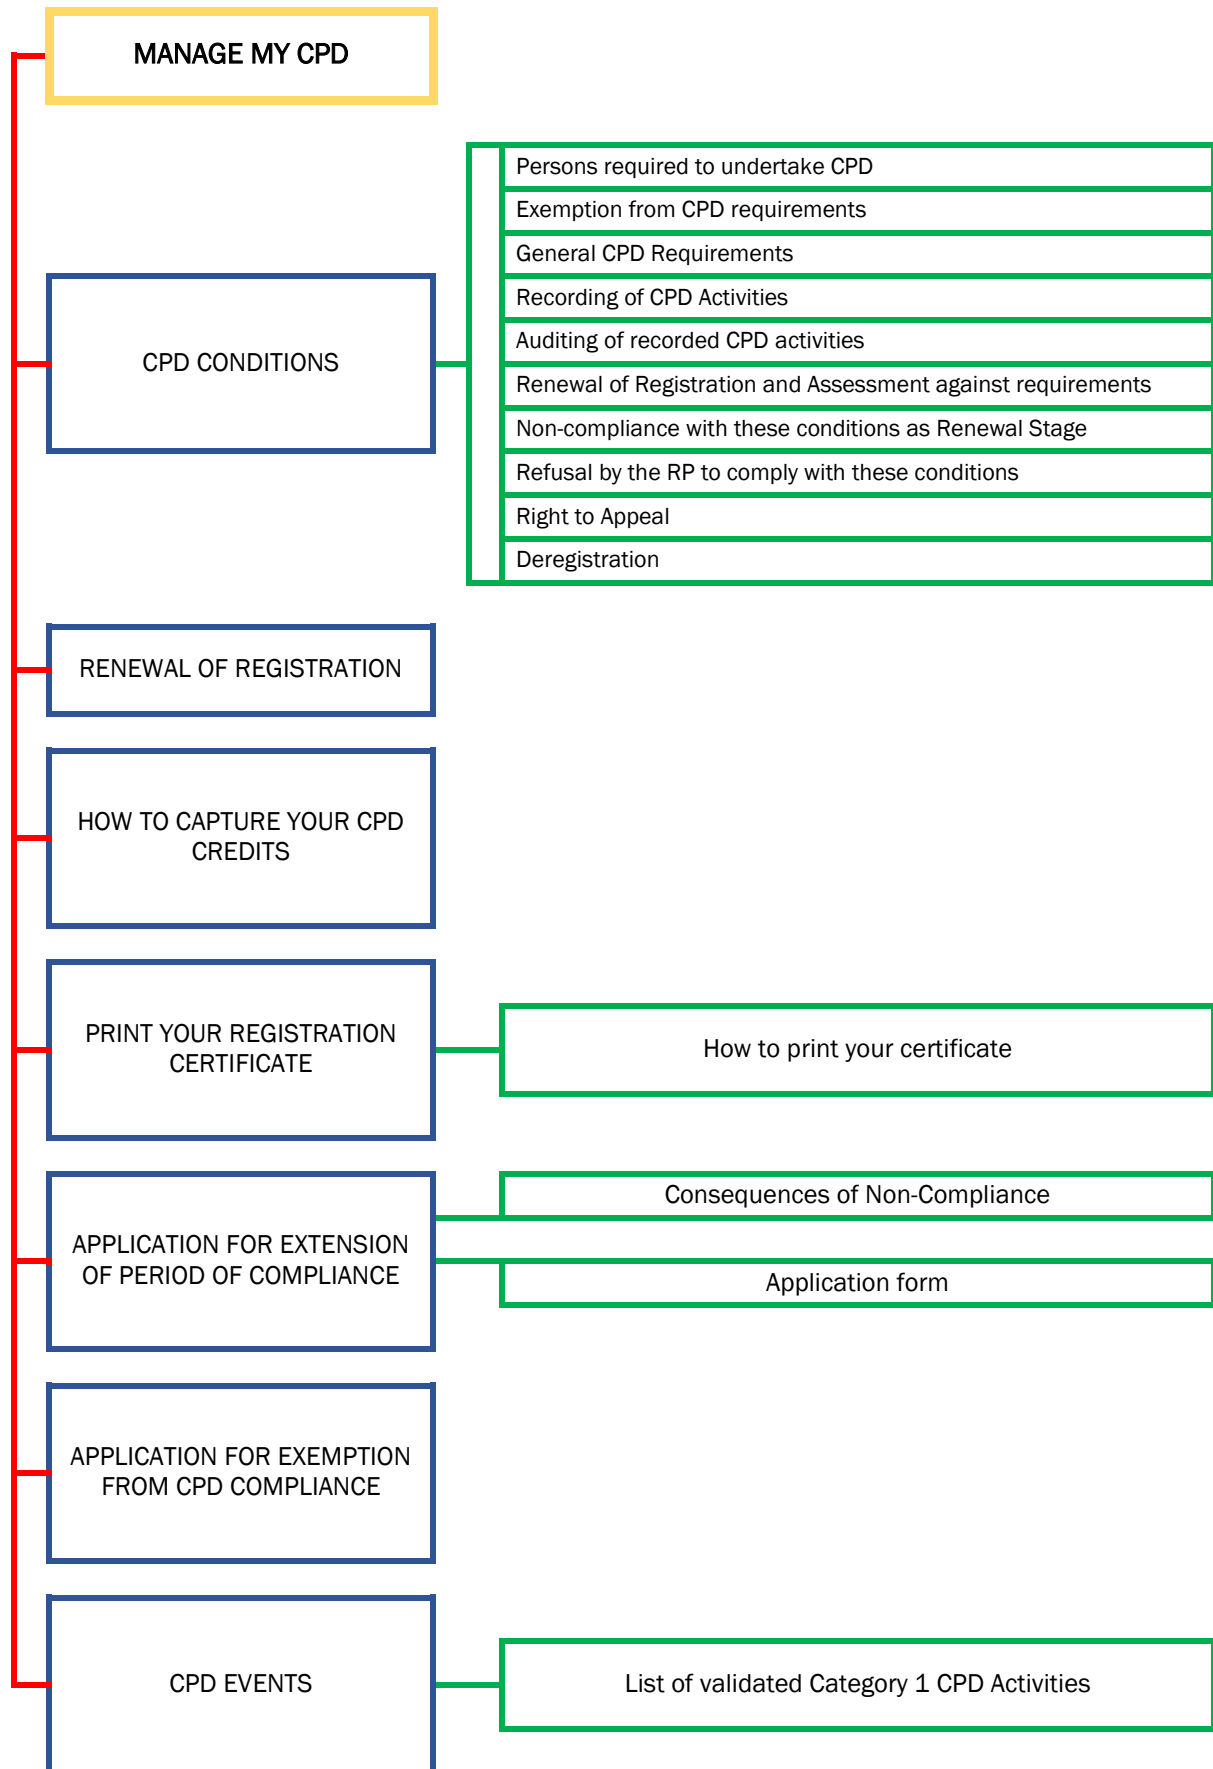 MANAGE MY CPD
Persons required to undertake CPD
Exemption from CPD requirements
General CPD Requirements
Recording of CPD Activities
Auditing of recorded CPD activities
Renewal of Registration and Assessment against requirements
Non-compliance with these conditions as Renewal Stage
Refusal by the RP to comply with these conditions
Right to Appeal
Deregistration
CPD CONDITIONS
RENEWAL OF REGISTRATION
HOW TO CAPTURE YOUR CPD
CREDITS
PRINT YOUR REGISTRATION
CERTIFICATE
How to print your certificate
APPLICATION FOR EXTENSION
OF PERIOD OF COMPLIANCE
Consequences of Non-Compliance
Application form
APPLICATION FOR EXEMPTION
FROM CPD COMPLIANCE
CPD EVENTS
List of validated Category 1 CPD Activities